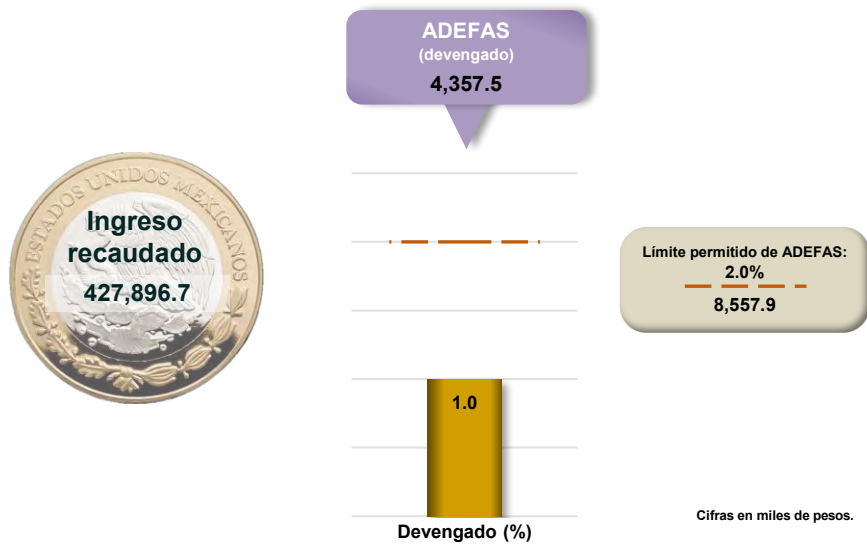 ADEFAS
(devengado)
4,357.5
ESTADOS UNIDOS MEXICANOS
Ingreso
recaudado
427,896.7
Límite permitido de ADEFAS:
2.0%
8,557.9
1.0
Devengado (%)
Cifras en miles de pesos.